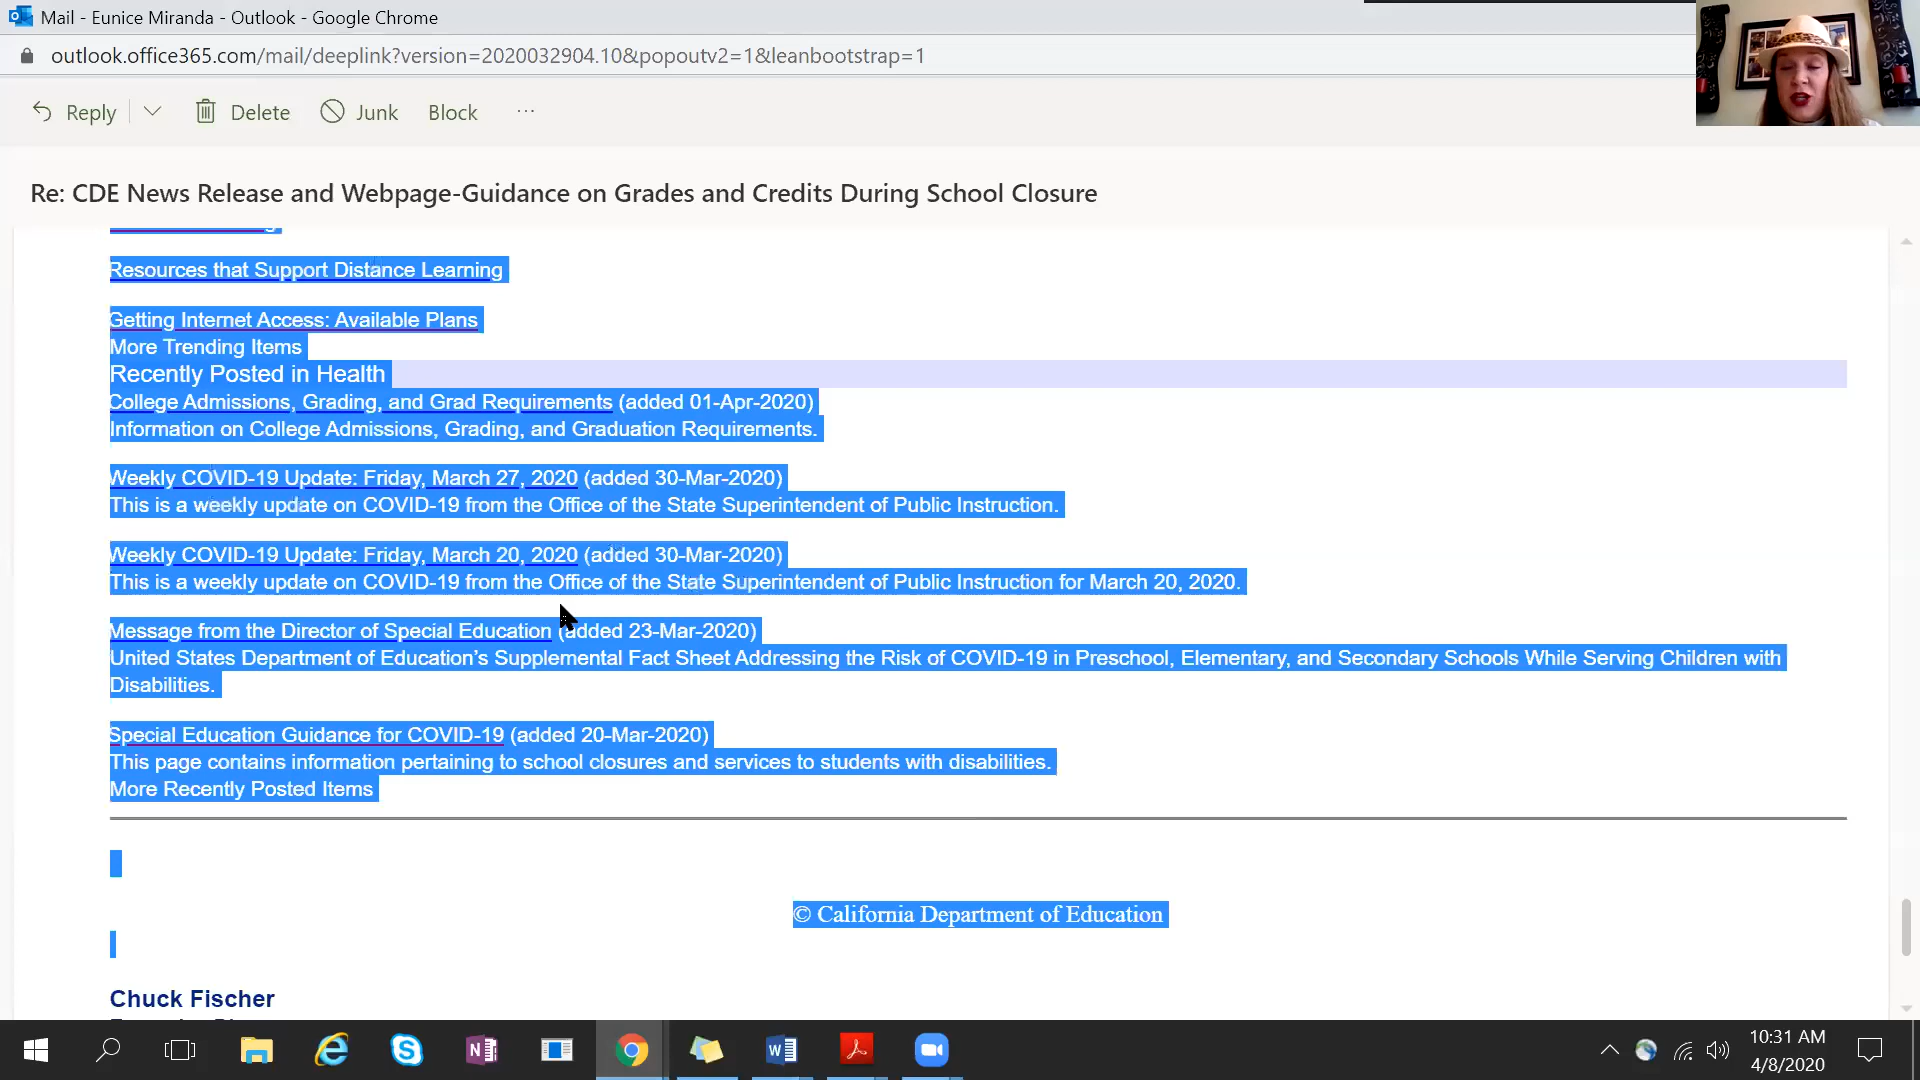 Mail - Eunice Miranda - Outlook - Google Chrome
outlook.office365.com/mail/deeplink?version=2020032904.10&popoutv2=1&leanbootstrap=1
Reply Delete Junk Block ...
Re: CDE News Release and Webpage-Guidance on Grades and Credits During School Closure
Resources that Support Distance Learning
Getting Internet Access: Available Plans
More Trending Items
Recently Posted in Health
College Admissions, Grading, and Grad Requirements (added 01-Apr-2020)
Information on College Admissions, Grading, and Graduation Requirements.
Weekly COVID-19 Update: Friday, March 27, 2020 (added 30-Mar-2020)
This is a weekly update on COVID-19 from the Office of the State Superintendent of Public Instruction.
Weekly COVID-19 Update: Friday, March 20, 2020 (added 30-Mar-2020)
This is a weekly update on COVID-19 from the Office of the State Superintendent of Public Instruction for March 20, 2020.
Message from the Director of Special Education (added 23-Mar-2020)
United States Department of Education's Supplemental Fact Sheet Addressing the Risk of COVID-19 in Preschool, Elementary, and Secondary Schools While Serving Children with
Disabilities.
Special Education Guidance for COVID-19 (added 20-Mar-2020)
This page contains information pertaining to school closures and services to students with disabilities.
More Recently Posted Items
© California Department of Education
Chuck Fischer
10:31 AM
4/8/2020